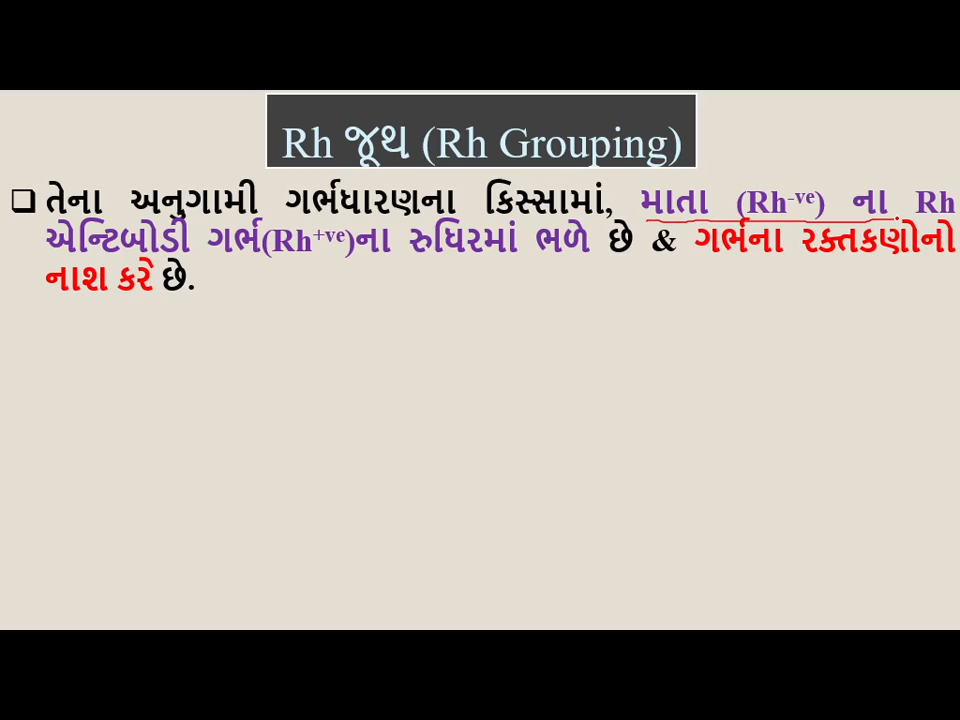 Rh જૂથ (Rh Grouping)
❑ તેના અનુગામી ગર્ભધારણના કિસ્સામાં, માતા (Rh-ve) ના Rh
એન્ટિબોડી ગર્ભ(Rh+ve)ના રુધિરમાં ભળે છે & ગર્ભના રક્તકણોનો
નાશ કરે છે.